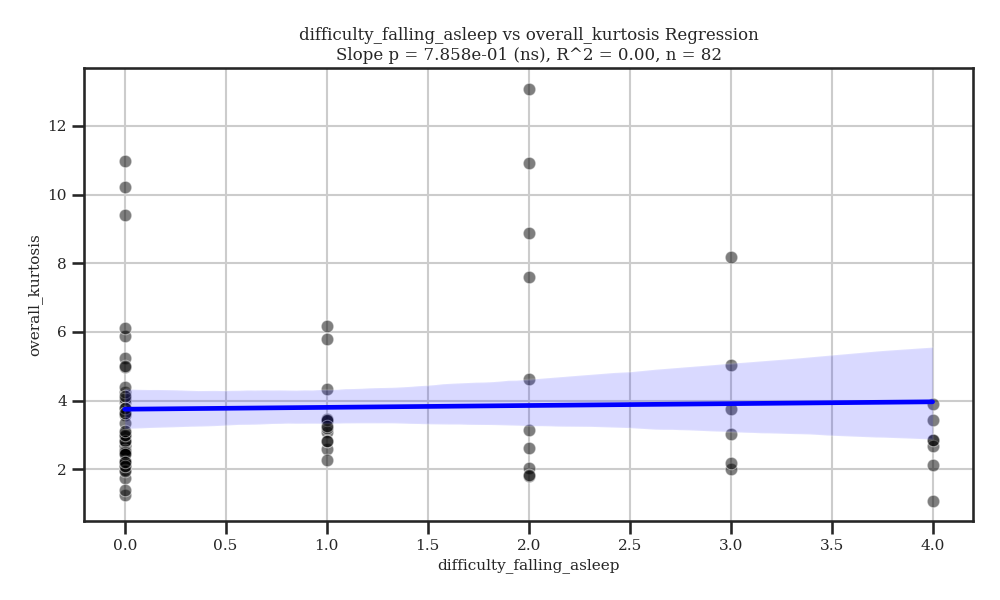 difficulty_falling_asleep vs overall_kurtosis Regression
Slope p = 7.858e-01 (ns), R^2 = 0.00, n = 82
overall_kurtosis
12
10
8
6
4
2
0.0 0.5 1.0 1.5 2.0 2.5 3.0 3.5 4.0
difficulty_falling_asleep